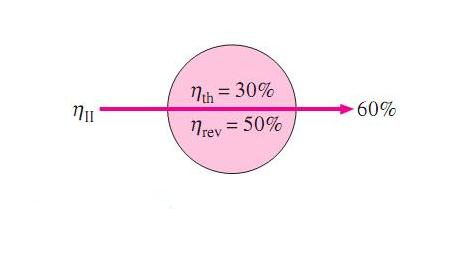 η_th = 30%
η_II 60%
η_rev = 50%